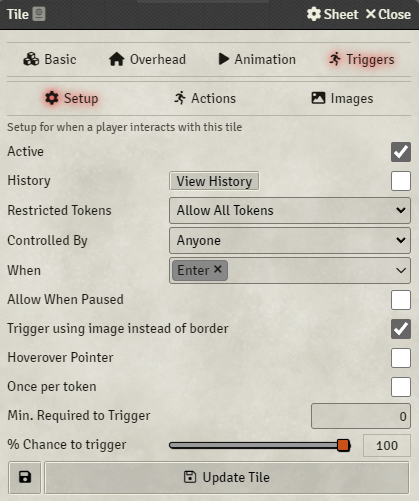 Tile Sheet Close
Basic Overhead Animation Triggers
Setup Actions Images
Setup for when a player interacts with this tile
Active
History View History
Restricted Tokens Allow All Tokens
Controlled By Anyone
When Enter ×
Allow When Paused
Trigger using image instead of border
Hoverover Pointer
Once per token
Min. Required to Trigger 0
% Chance to trigger 100
Update Tile